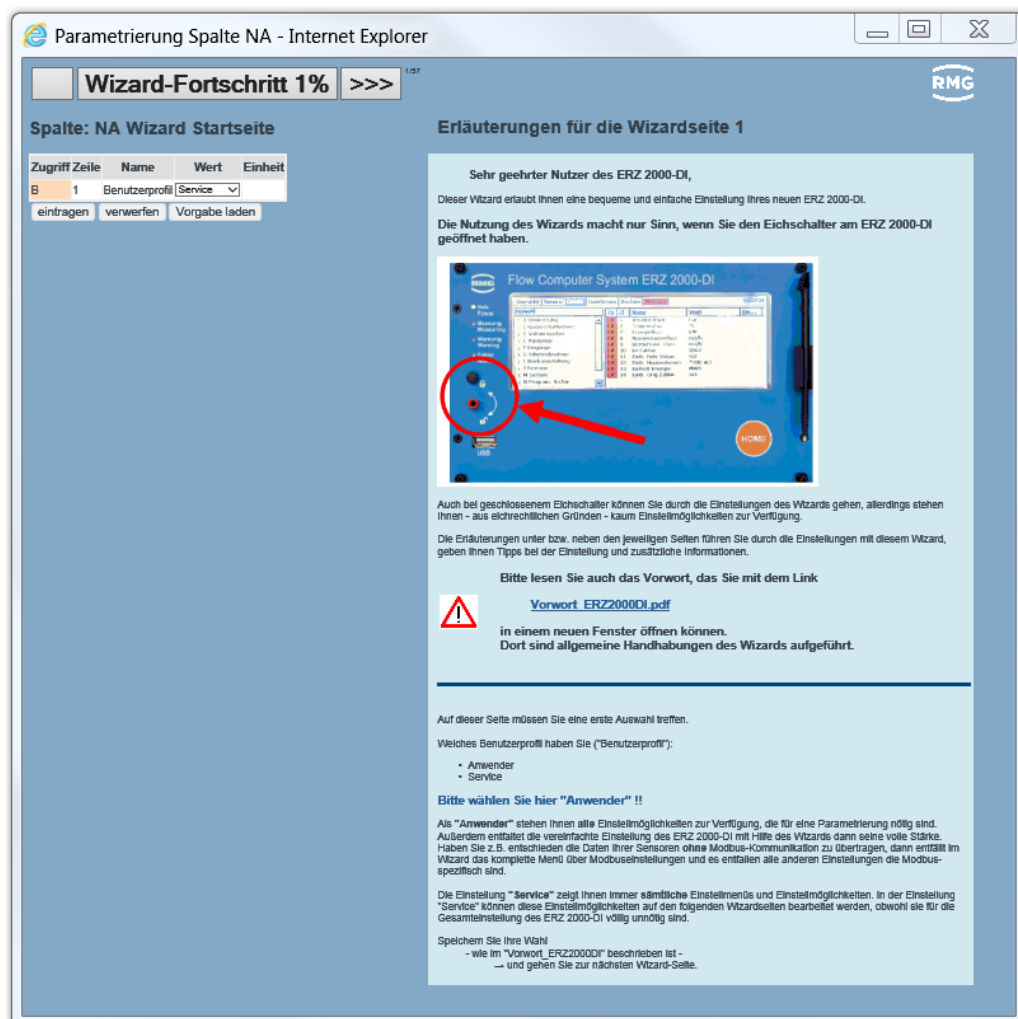 Parametrierung Spalte NA - Internet Explorer
Wizard-Fortschritt 1% >>> 1/57
RMG
Spalte: NA Wizard Startseite
Zugriff Zeile Name Wert Einheit
B 1 Benutzerprofil Service
eintragen verwerfen Vorgabe laden
Erläuterungen für die Wizardseite 1
Sehr geehrter Nutzer des ERZ 2000-DI,
Dieser Wizard erlaubt Ihnen eine bequeme und einfache Einstellung Ihres neuen ERZ 2000-DI.
Die Nutzung des Wizards macht nur Sinn, wenn Sie den Eichschalter am ERZ 2000-DI
geöffnet haben.
RMG Flow Computer System ERZ 2000-DI
Netz
Power
Messung
Measuring
Warnung
Warning
USB
HOME
Auch bei geschlossenem Eichschalter können Sie durch die Einstellungen des Wizards gehen, allerdings stehen
Ihnen - aus eichrechtlichen Gründen - kaum Einstellmöglichkeiten zur Verfügung.
Die Erläuterungen unter bzw. neben den jeweiligen Seiten führen Sie durch die Einstellungen mit diesem Wizard,
geben Ihnen Tipps bei der Einstellung und zusätzliche Informationen.
Bitte lesen Sie auch das Vorwort, das Sie mit dem Link
Vorwort_ERZ2000DI.pdf
in einem neuen Fenster öffnen können.
Dort sind allgemeine Handhabungen des Wizards aufgeführt.
Auf dieser Seite müssen Sie eine erste Auswahl treffen.
Welches Benutzerprofil haben Sie ("Benutzerprofil"):
• Anwender
• Service
Bitte wählen Sie hier "Anwender" !!
Als "Anwender" stehen Ihnen alle Einstellmöglichkeiten zur Verfügung, die für eine Parametrierung nötig sind.
Außerdem entfaltet die vereinfachte Einstellung des ERZ 2000-DI mit Hilfe des Wizards dann seine volle Stärke.
Haben Sie z.B. entschieden die Daten Ihrer Sensoren ohne Modbus-Kommunikation zu übertragen, dann entfällt im
Wizard das komplette Menü über Modbuseinstellungen und es entfallen alle anderen Einstellungen die Modbus-
spezifisch sind.
Die Einstellung "Service" zeigt Ihnen immer sämtliche Einstellmenüs und Einstellmöglichkeiten. In der Einstellung
"Service" können diese Einstellmöglichkeiten auf den folgenden Wizardseiten bearbeitet werden, obwohl sie für die
Gesamteinstellung des ERZ 2000-DI völlig unnötig sind.
Speichern Sie Ihre Wahl
- wie im "Vorwort_ERZ2000DI" beschrieben ist -
→ und gehen Sie zur nächsten Wizard-Seite.